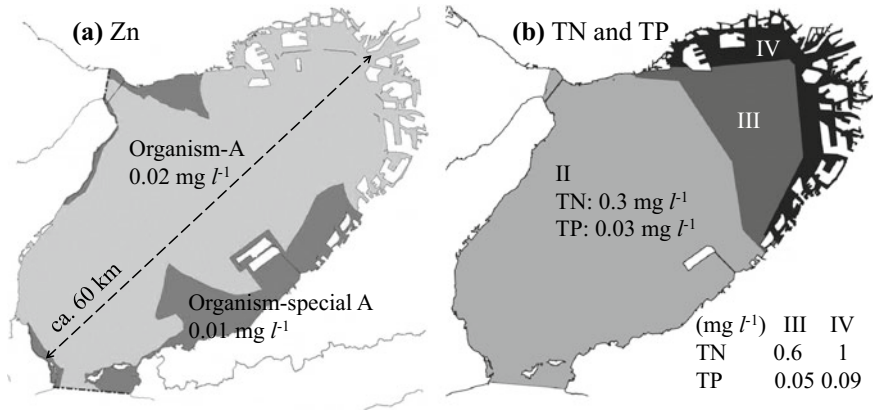 (a) Zn
Organism-A
0.02 mg l-1
ca. 60 km
Organism-special A
0.01 mg l-1
(b) TN and TP
IV
III
II
TN: 0.3 mg l-1
TP: 0.03 mg l-1
(mg l-1) III IV
TN 0.6 1
TP 0.05 0.09